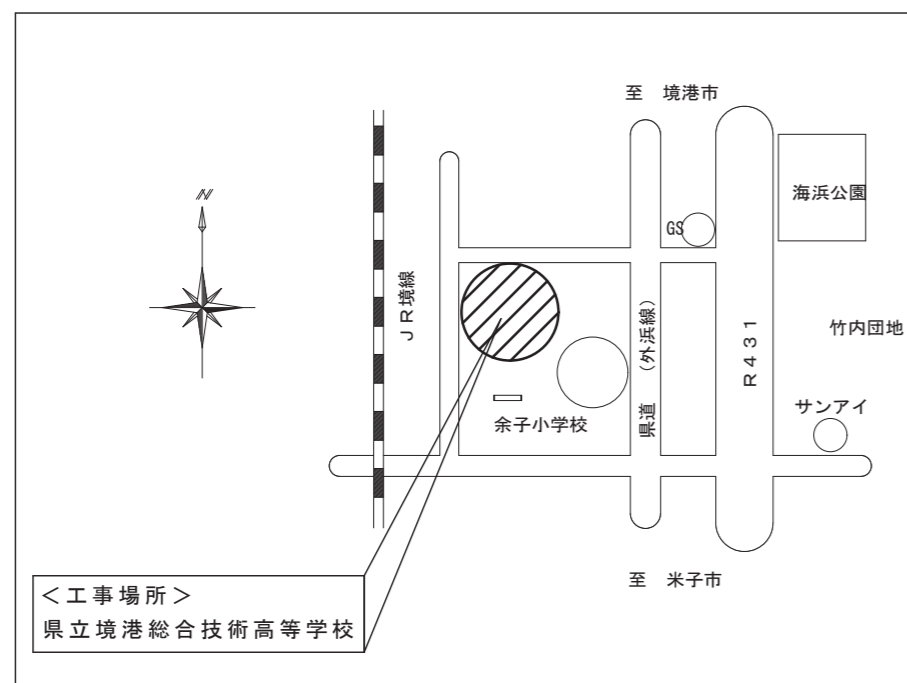 至 境港市
N
海浜公園
GS
JR境線
県道 (外浜線)
R431
竹内団地
サンアイ
余子小学校
至 米子市
<工事場所>
県立境港総合技術高等学校